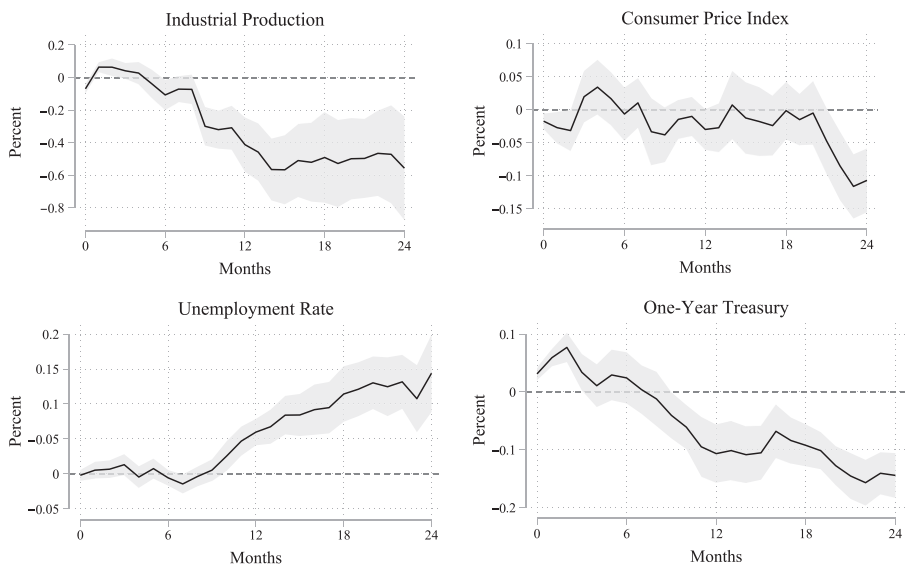 Industrial Production
Percent
0.2
0
−0.2
−0.4
−0.6
−0.8
0 6 12 18 24
Months
Consumer Price Index
Percent
0.1
0.05
0
−0.05
−0.1
−0.15
0 6 12 18 24
Months
Unemployment Rate
Percent
0.2
0.15
0.1
−0.05
0
−0.05
0 6 12 18 24
Months
One-Year Treasury
Percent
0.1
0
−0.1
−0.2
0 6 12 18 24
Months